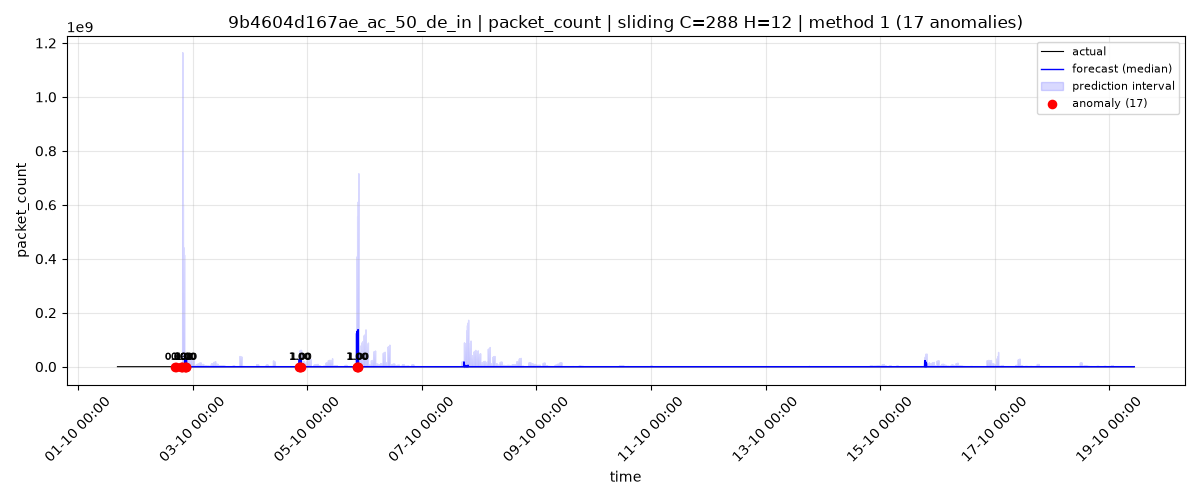 9b4604d167ae_ac_50_de_in | packet_count | sliding C=288 H=12 | method 1 (17 anomalies)
1e9
actual
forecast (median)
prediction interval
anomaly (17)
1.2
1.0
0.8
0.6
0.4
0.2
0.0
packet_count
1.00
1.00
01-10 00:00
03-10 00:00
05-10 00:00
07-10 00:00
09-10 00:00
11-10 00:00
13-10 00:00
15-10 00:00
17-10 00:00
19-10 00:00
time